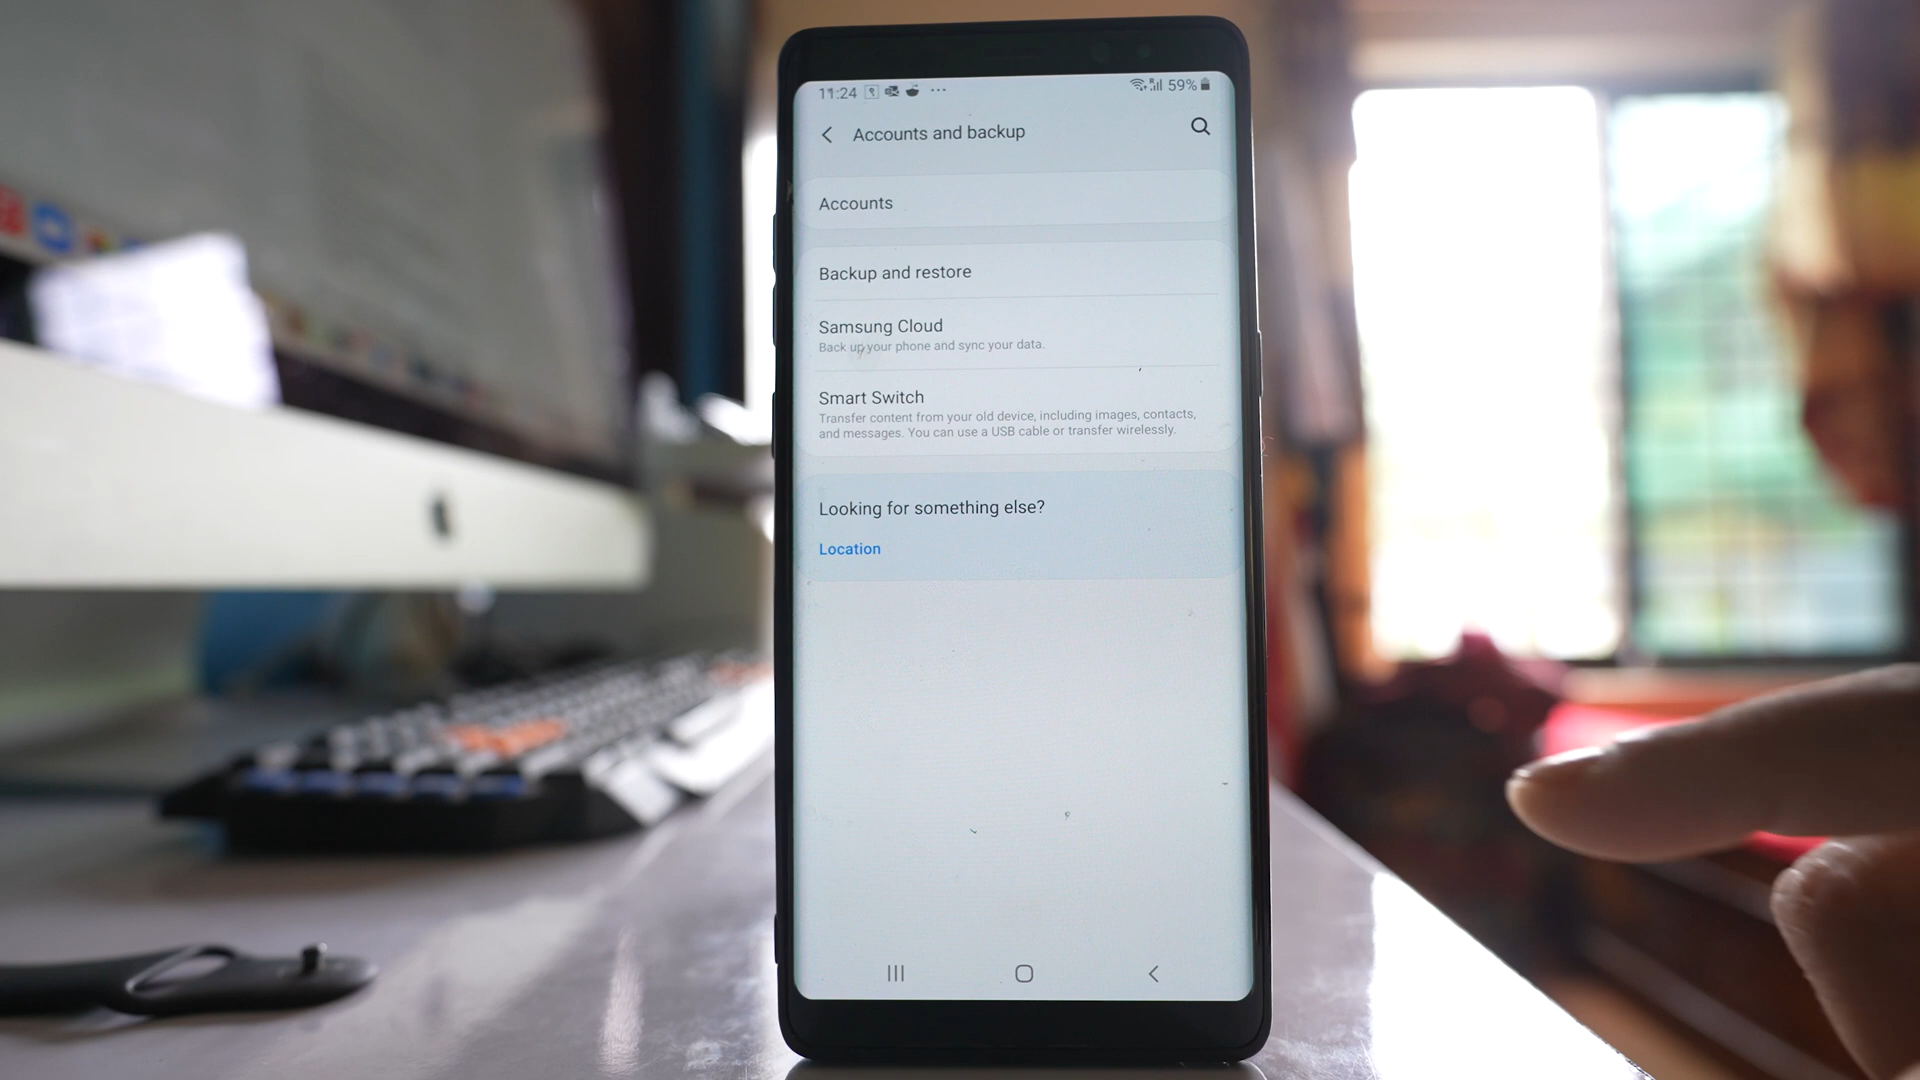 11:24 59%
Accounts and backup
Accounts
Backup and restore
Samsung Cloud
Back up your phone and sync your data.
Smart Switch
Transfer content from your old device, including images, contacts,
and messages. You can use a USB cable or transfer wirelessly.
Looking for something else?
Location